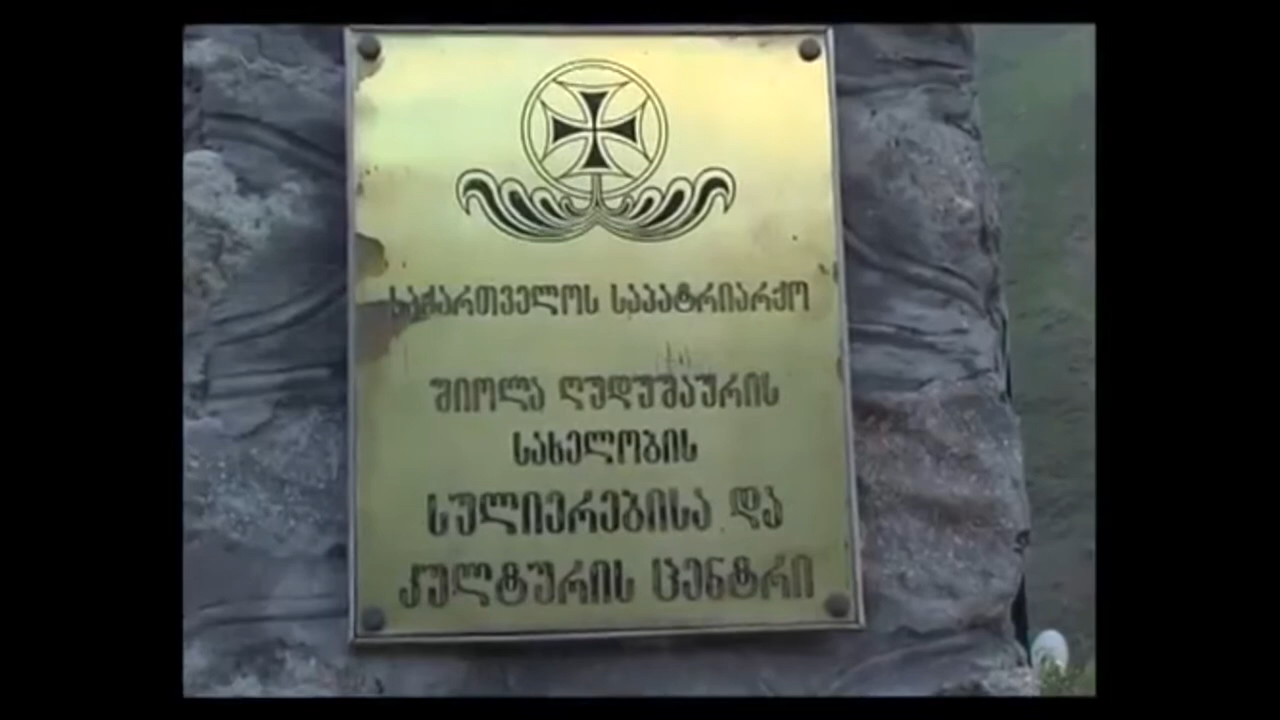 საქართველოს საპატრიარქო
შიოლა ღუდუშაურის
სახელობის
სულიერებისა და
კულტურის ცენტრი